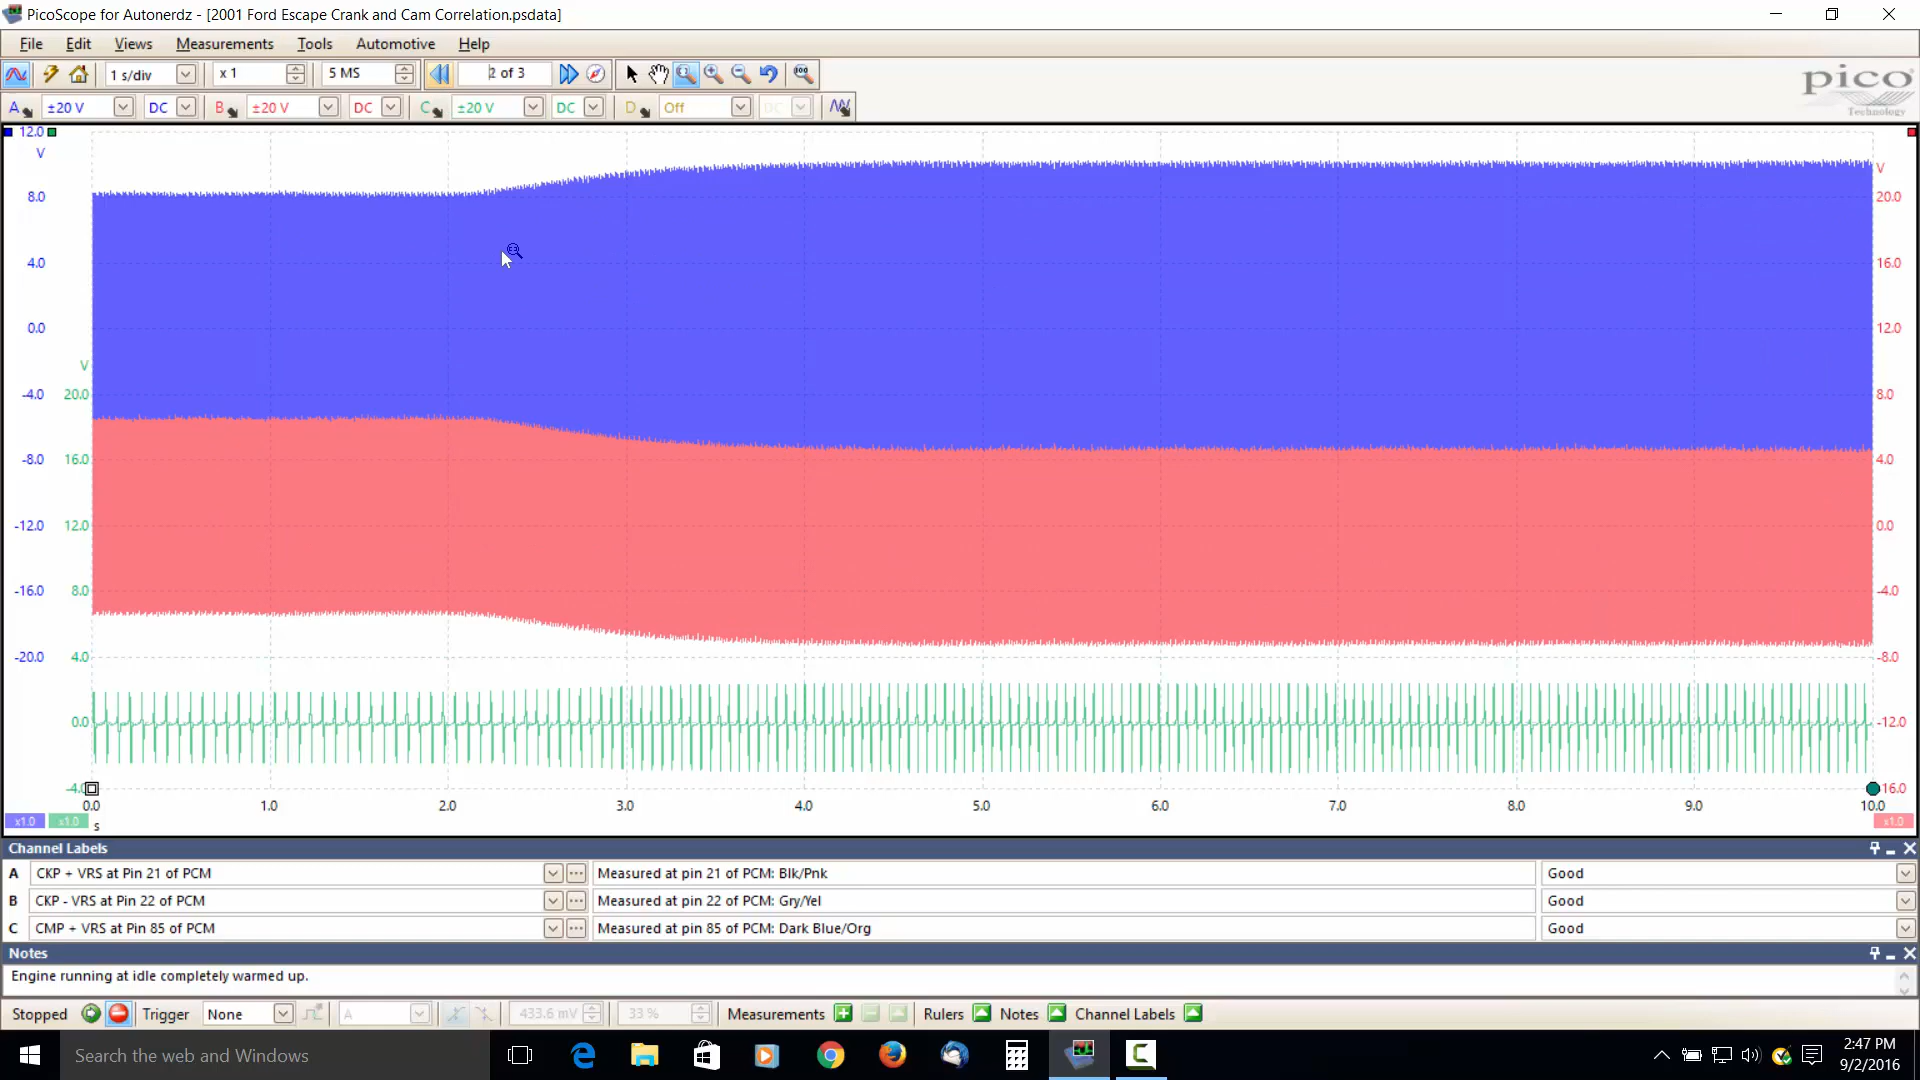 PicoScope for Autonerdz - [2001 Ford Escape Crank and Cam Correlation.psdata]
File Edit Views Measurements Tools Automotive Help
1 s/div x 1 5 MS 2 of 3
pico
Technology
A ±20 V DC B ±20 V DC C ±20 V DC D Off DC
12.0
V V
8.0 20.0
4.0 16.0
0.0 12.0
V
-4.0 20.0 8.0
-8.0 16.0 4.0
-12.0 12.0 0.0
-16.0 8.0 -4.0
-20.0 4.0 -8.0
0.0 -12.0
-4.0 16.0
0.0 1.0 2.0 3.0 4.0 5.0 6.0 7.0 8.0 9.0 10.0
x1.0 x1.0 s x1.0
Channel Labels
A CKP + VRS at Pin 21 of PCM Measured at pin 21 of PCM: Blk/Pnk Good
B CKP - VRS at Pin 22 of PCM Measured at pin 22 of PCM: Gry/Yel Good
C CMP + VRS at Pin 85 of PCM Measured at pin 85 of PCM: Dark Blue/Org Good
Notes
Engine running at idle completely warmed up.
Stopped Trigger None A 433.6 mV 33 % Measurements Rulers Notes Channel Labels
Search the web and Windows
2:47 PM
9/2/2016